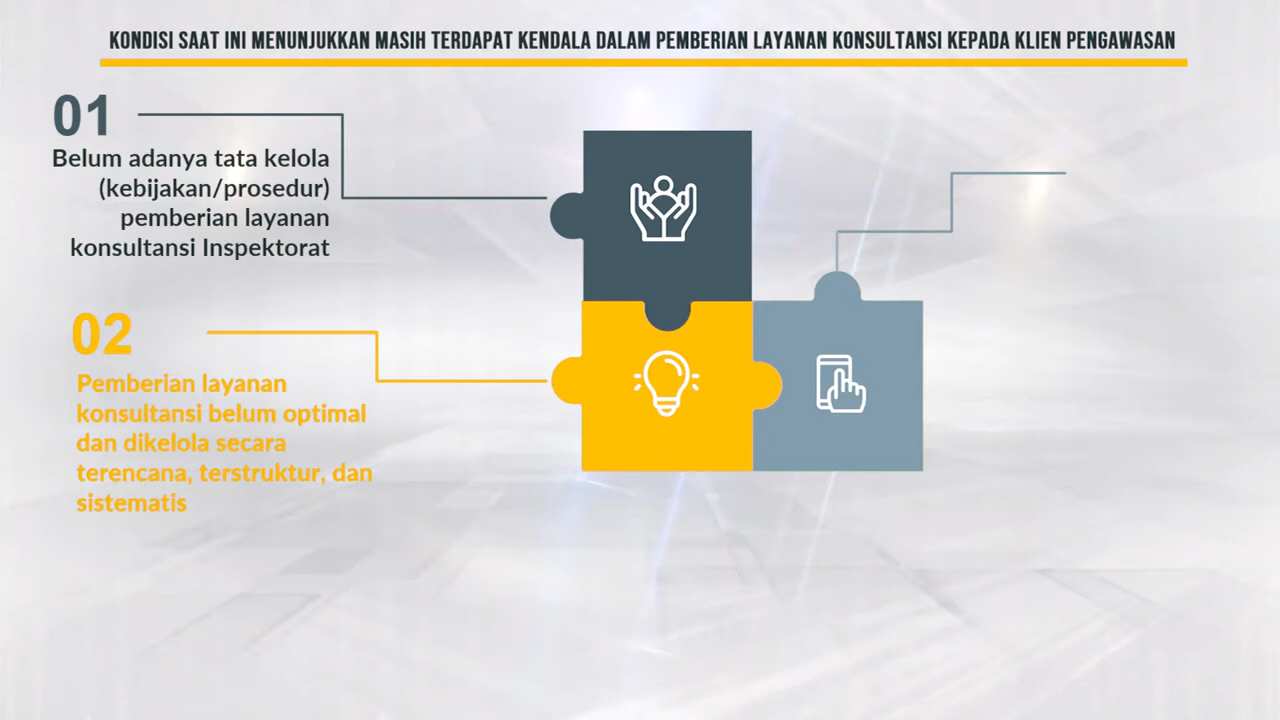 KONDISI SAAT INI MENUNJUKKAN MASIH TERDAPAT KENDALA DALAM PEMBERIAN LAYANAN KONSULTANSI KEPADA KLIEN PENGAWASAN
01
Belum adanya tata kelola
(kebijakan/prosedur)
pemberian layanan
konsultansi Inspektorat
02
Pemberian layanan
konsultansi belum optimal
dan dikelola secara
terencana, terstruktur, dan
sistematis